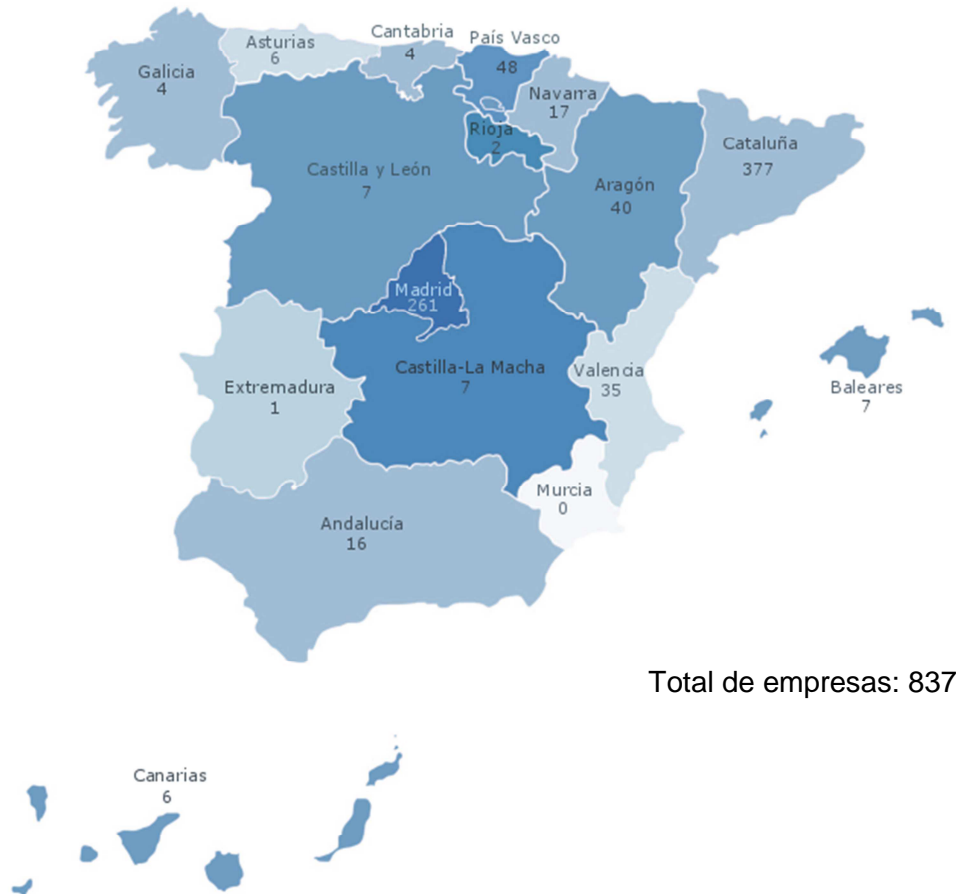 Cantabria
4
País Vasco
48
Asturias
6
Galicia
4
Navarra
17
Rioja
2
Cataluña
377
Castilla y León
7
Aragón
40
Madrid
261
Castilla-La Macha
7
Valencia
35
Baleares
7
Extremadura
1
Murcia
0
Andalucía
16
Total de empresas: 837
Canarias
6